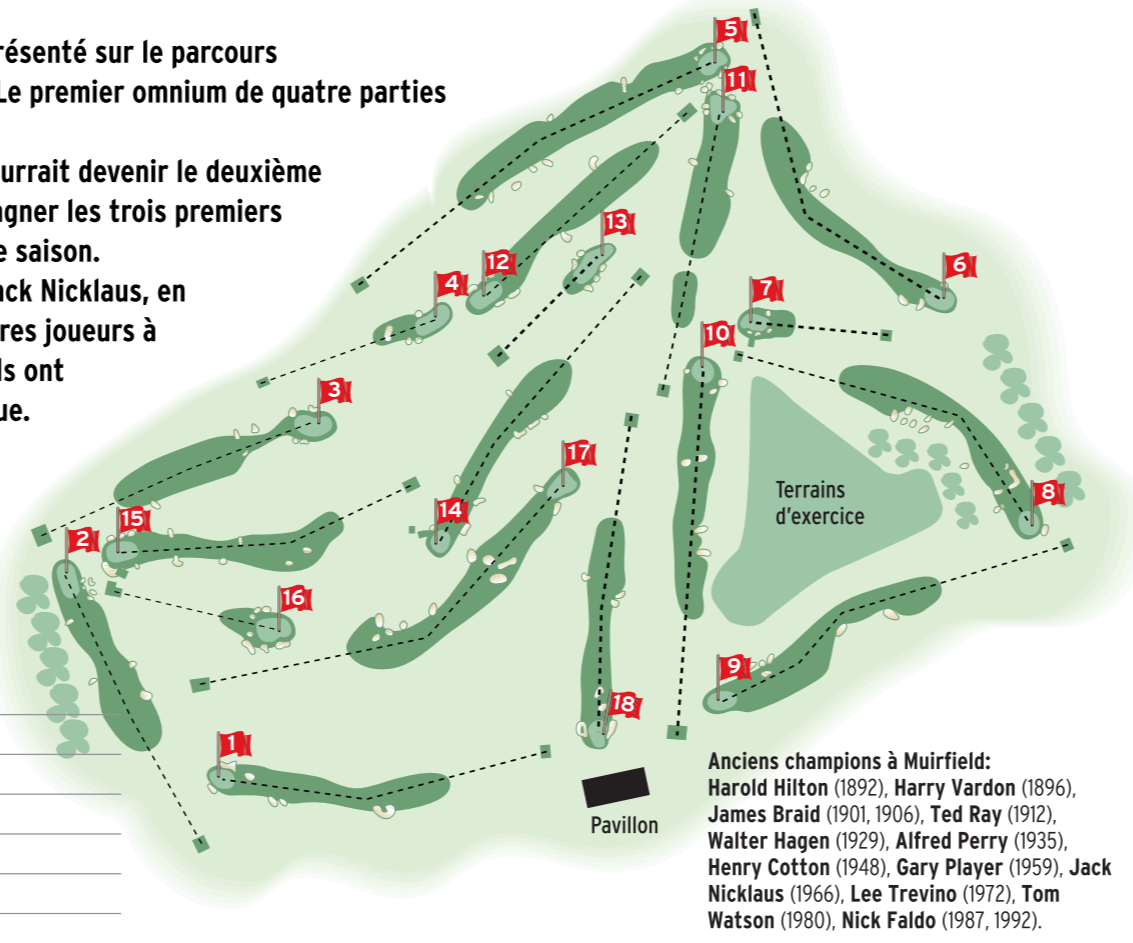 résenté sur le parcours
Le premier omnium de quatre parties
urrait devenir le deuxième
agner les trois premiers
e saison.
ack Nicklaus, en
res joueurs à
ls ont
ue.
5
11
13
12
4
6
7
10
3
17
14
15
2
16
8
Terrains
d'exercice
9
18
1
Pavillon
Anciens champions à Muirfield:
Harold Hilton (1892), Harry Vardon (1896),
James Braid (1901, 1906), Ted Ray (1912),
Walter Hagen (1929), Alfred Perry (1935),
Henry Cotton (1948), Gary Player (1959), Jack
Nicklaus (1966), Lee Trevino (1972), Tom
Watson (1980), Nick Faldo (1987, 1992).